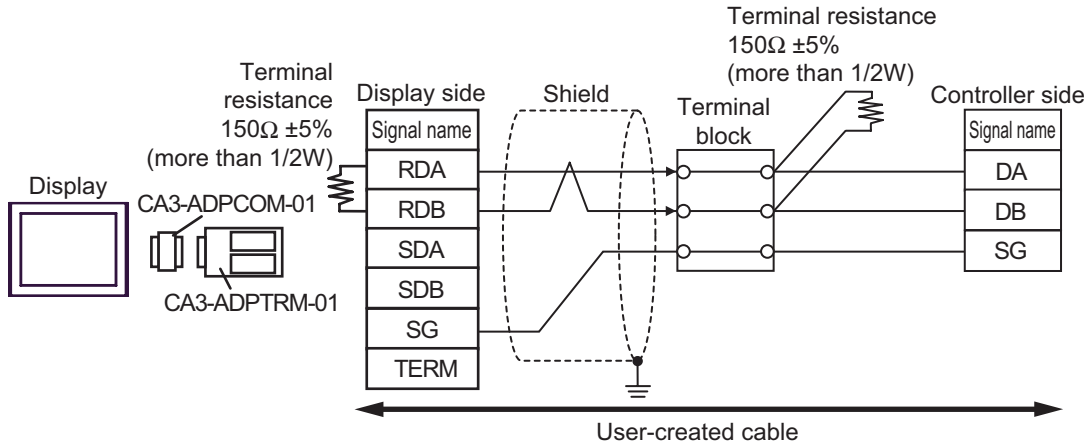 Terminal resistance
150Ω ±5%
(more than 1/2W)
Terminal
resistance
150Ω ±5%
(more than 1/2W)
Display side
Shield
Terminal
block
Controller side
Signal name
Signal name
RDA
DA
Display
CA3-ADPCOM-01
RDB
DB
SDA
SG
SDB
CA3-ADPTRM-01
SG
TERM
User-created cable